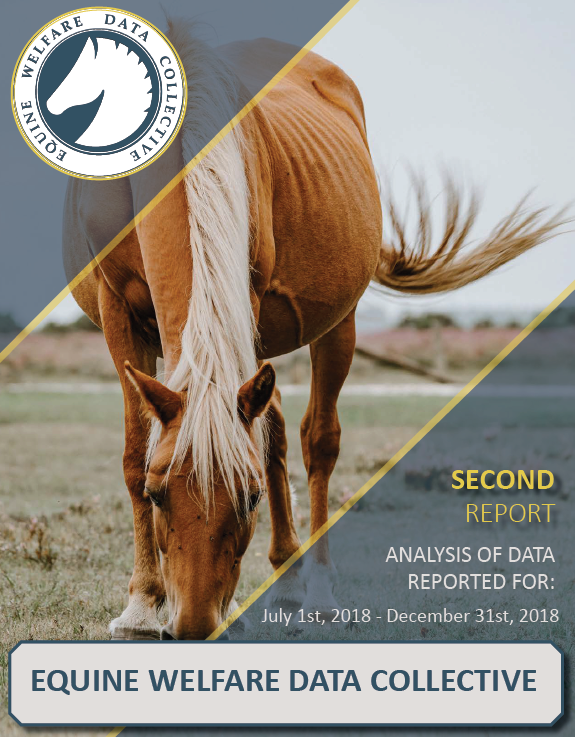 EQUINE WELFARE DATA COLLECTIVE
SECOND
REPORT
ANALYSIS OF DATA
REPORTED FOR:
July 1st, 2018 - December 31st, 2018
EQUINE WELFARE DATA COLLECTIVE